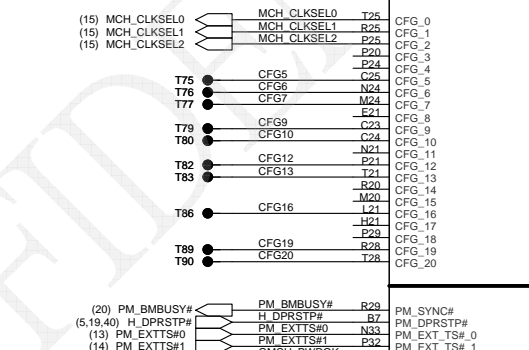 (15) MCH_CLKSEL0 MCH_CLKSEL0 T25 CFG_0
(15) MCH_CLKSEL1 MCH_CLKSEL1 R25 CFG_1
(15) MCH_CLKSEL2 MCH_CLKSEL2 P25 CFG_2
P20 CFG_3
P24 CFG_4
T75 CFG5 C25 CFG_5
T76 CFG6 N24 CFG_6
T77 CFG7 M24 CFG_7
E21 CFG_8
T79 CFG9 C23 CFG_9
T80 CFG10 C24 CFG_10
N21 CFG_11
T82 CFG12 P21 CFG_12
T83 CFG13 T21 CFG_13
R20 CFG_14
M20 CFG_15
T86 CFG16 L21 CFG_16
H21 CFG_17
P29 CFG_18
T89 CFG19 R28 CFG_19
T90 CFG20 T28 CFG_20
(20) PM_BMBUSY# PM_BMBUSY# R29 PM_SYNC#
(5,19,40) H_DPRSTP# H_DPRSTP# B7 PM_DPRSTP#
(13) PM_EXTTS#0 PM_EXTTS#0 N33 PM_EXT_TS#_0
(14) PM_EXTTS#1 PM_EXTTS#1 P32 PM_EXT_TS#_1